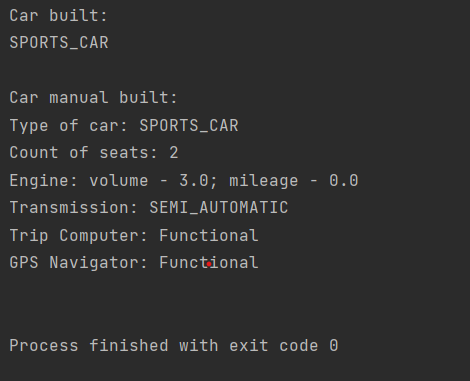 Car built:
SPORTS_CAR
Car manual built:
Type of car: SPORTS_CAR
Count of seats: 2
Engine: volume - 3.0; mileage - 0.0
Transmission: SEMI_AUTOMATIC
Trip Computer: Functional
GPS Navigator: Functional
Process finished with exit code 0